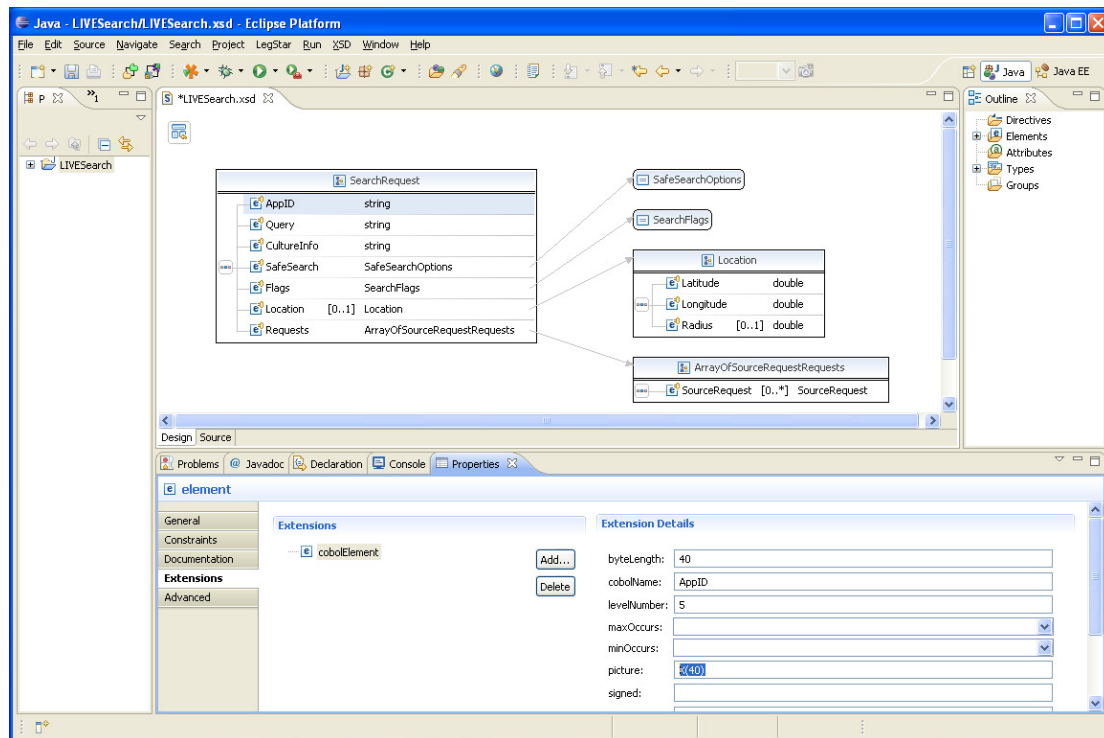 Java - LIVESearch/LIVESearch.xsd - Eclipse Platform
File Edit Source Navigate Search Project LegStar Run XSD Window Help
Java Java EE
P »1 *LIVESearch.xsd Outline
LIVESearch
Directives
Elements
Attributes
Types
Groups
SearchRequest
AppID string
Query string
CultureInfo string
SafeSearch SafeSearchOptions
Flags SearchFlags
Location [0..1] Location
Requests ArrayOfSourceRequestRequests
SafeSearchOptions
SearchFlags
Location
Latitude double
Longitude double
Radius [0..1] double
ArrayOfSourceRequestRequests
SourceRequest [0..*] SourceRequest
Design Source
Problems @ Javadoc Declaration Console Properties
element
General
Constraints
Documentation
Extensions
Advanced
Extensions
cobolElement
Add...
Delete
Extension Details
byteLength: 40
cobolName: AppID
levelNumber: 5
maxOccurs:
minOccurs:
picture: X(40)
signed: